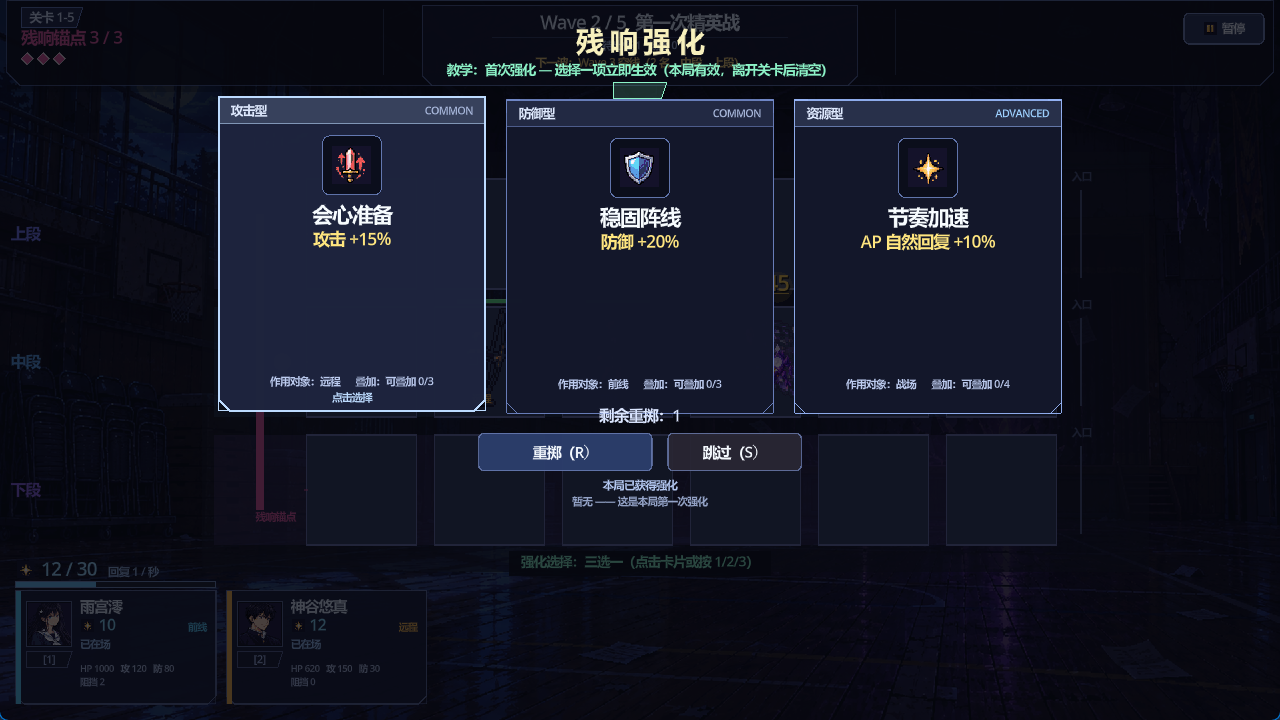 关卡 1-5
残响锚点 3 / 3
Wave 2 / 5 第一次精英战
暂停
残响强化
教学：首次强化 — 选择一项立即生效（本局有效，离开关卡后清空）
攻击型 COMMON
会心准备
攻击 +15%
作用对象：远程 叠加：可叠加 0/3
点击选择
防御型 COMMON
稳固阵线
防御 +20%
作用对象：前线 叠加：可叠加 0/3
资源型 ADVANCED
节奏加速
AP 自然回复 +10%
作用对象：战场 叠加：可叠加 0/4
上段
中段
下段
入口
入口
入口
残响锚点
剩余重掷：1
重掷（R）
跳过（S）
本局已获得强化
暂无 —— 这是本局第一次强化
强化选择：三选一（点击卡片或按 1/2/3）
12 / 30 回复 1 / 秒
雨宫澪
10
前线
已在场
[1]
HP 1000 攻 120 防 80
阻挡 2
神谷悠真
12
远程
已在场
[2]
HP 620 攻 150 防 30
阻挡 0